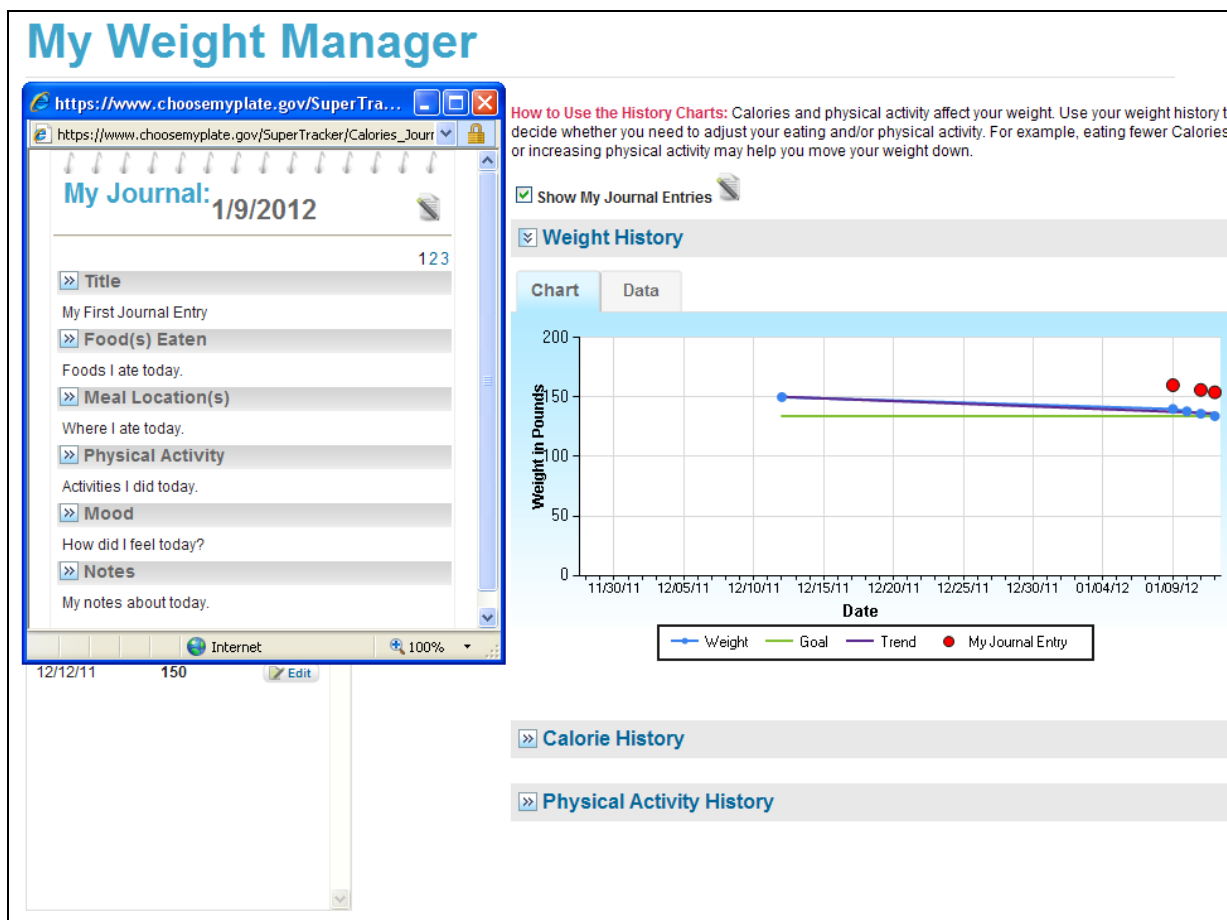 My Weight Manager
https://www.choosemyplate.gov/SuperTra...
https://www.choosemyplate.gov/SuperTracker/Calories_Jourr
My Journal: 1/9/2012
1 2 3
Title
My First Journal Entry
Food(s) Eaten
Foods I ate today.
Meal Location(s)
Where I ate today.
Physical Activity
Activities I did today.
Mood
How did I feel today?
Notes
My notes about today.
Internet 100%
12/12/11 150 Edit
How to Use the History Charts: Calories and physical activity affect your weight. Use your weight history t
decide whether you need to adjust your eating and/or physical activity. For example, eating fewer Calories
or increasing physical activity may help you move your weight down.
Show My Journal Entries
Weight History
Chart Data
Weight in Pounds
200
150
100
50
0
11/30/11 12/05/11 12/10/11 12/15/11 12/20/11 12/25/11 12/30/11 01/04/12 01/09/12
Date
Weight Goal Trend My Journal Entry
Calorie History
Physical Activity History